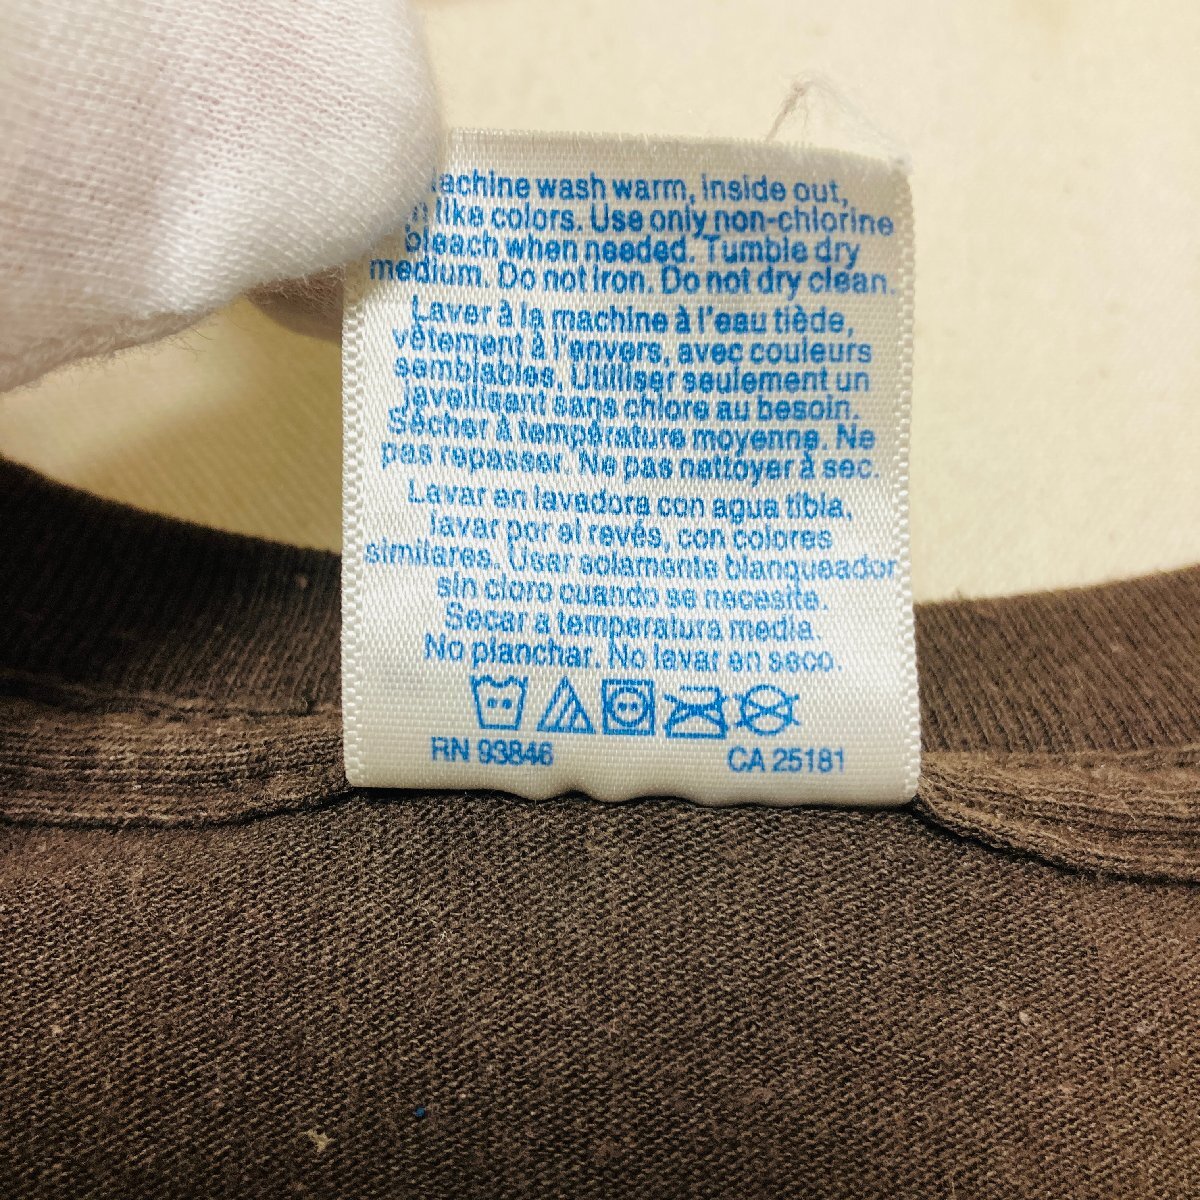 achine wash warm, inside out,
like colors. Use only non-chlorine
bleach when needed. Tumble dry
medium. Do not iron. Do not dry clean.
Laver à la machine à l'eau tiède,
vêtement à l'envers, avec couleurs
semblables. Utiliser seulement un
javellisant sans chlore au besoin.
Sécher à température moyenne. Ne
pas repasser. Ne pas nettoyer à sec.
Lavar en lavadora con agua tibia.
lavar por el revés, con colores
similares. Usar solamente blanqueador
sin cloro cuando se necesite.
Secar a temperatura media.
No planchar. No lavar en seco.
RN 93846 CA 25181